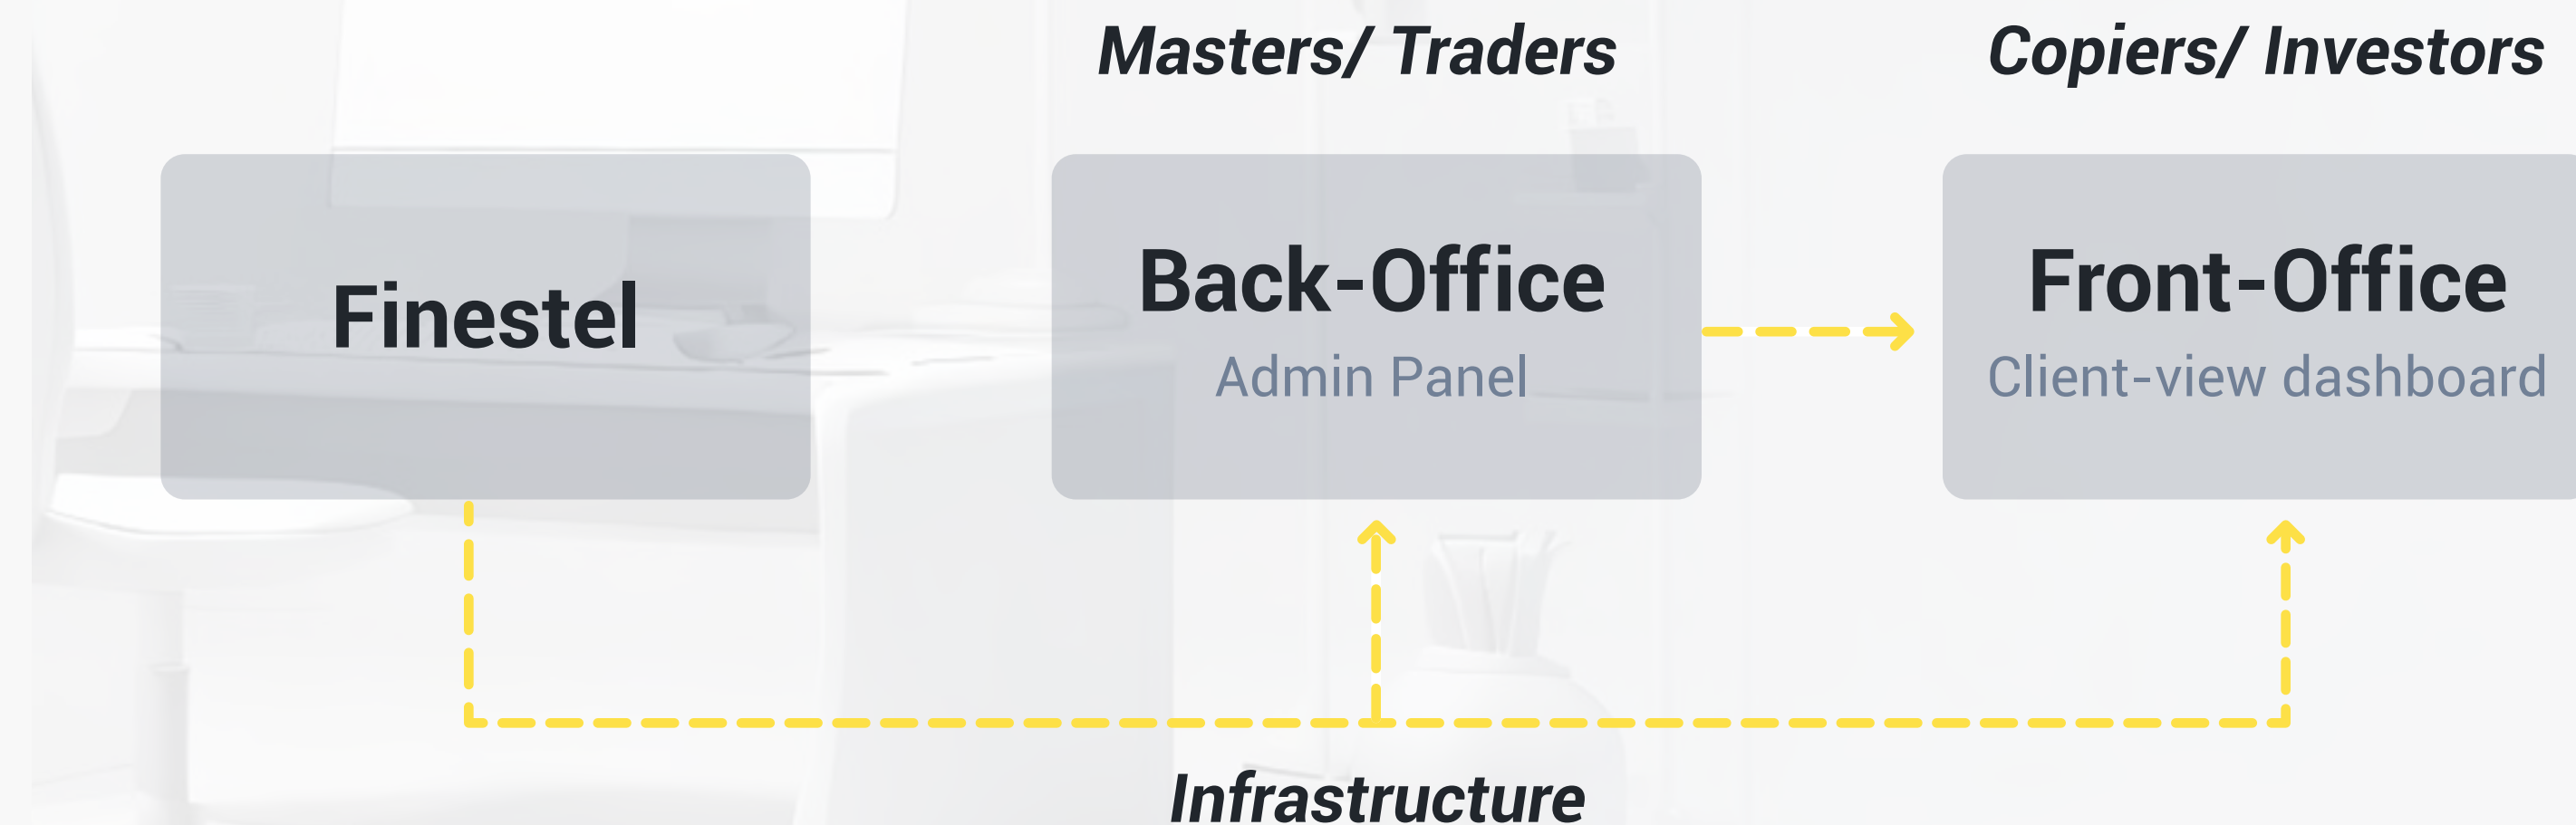 Masters/ Traders
Copiers/ Investors
Finestel
Back-Office
Admin Panel
Front-Office
Client-view dashboard
Infrastructure